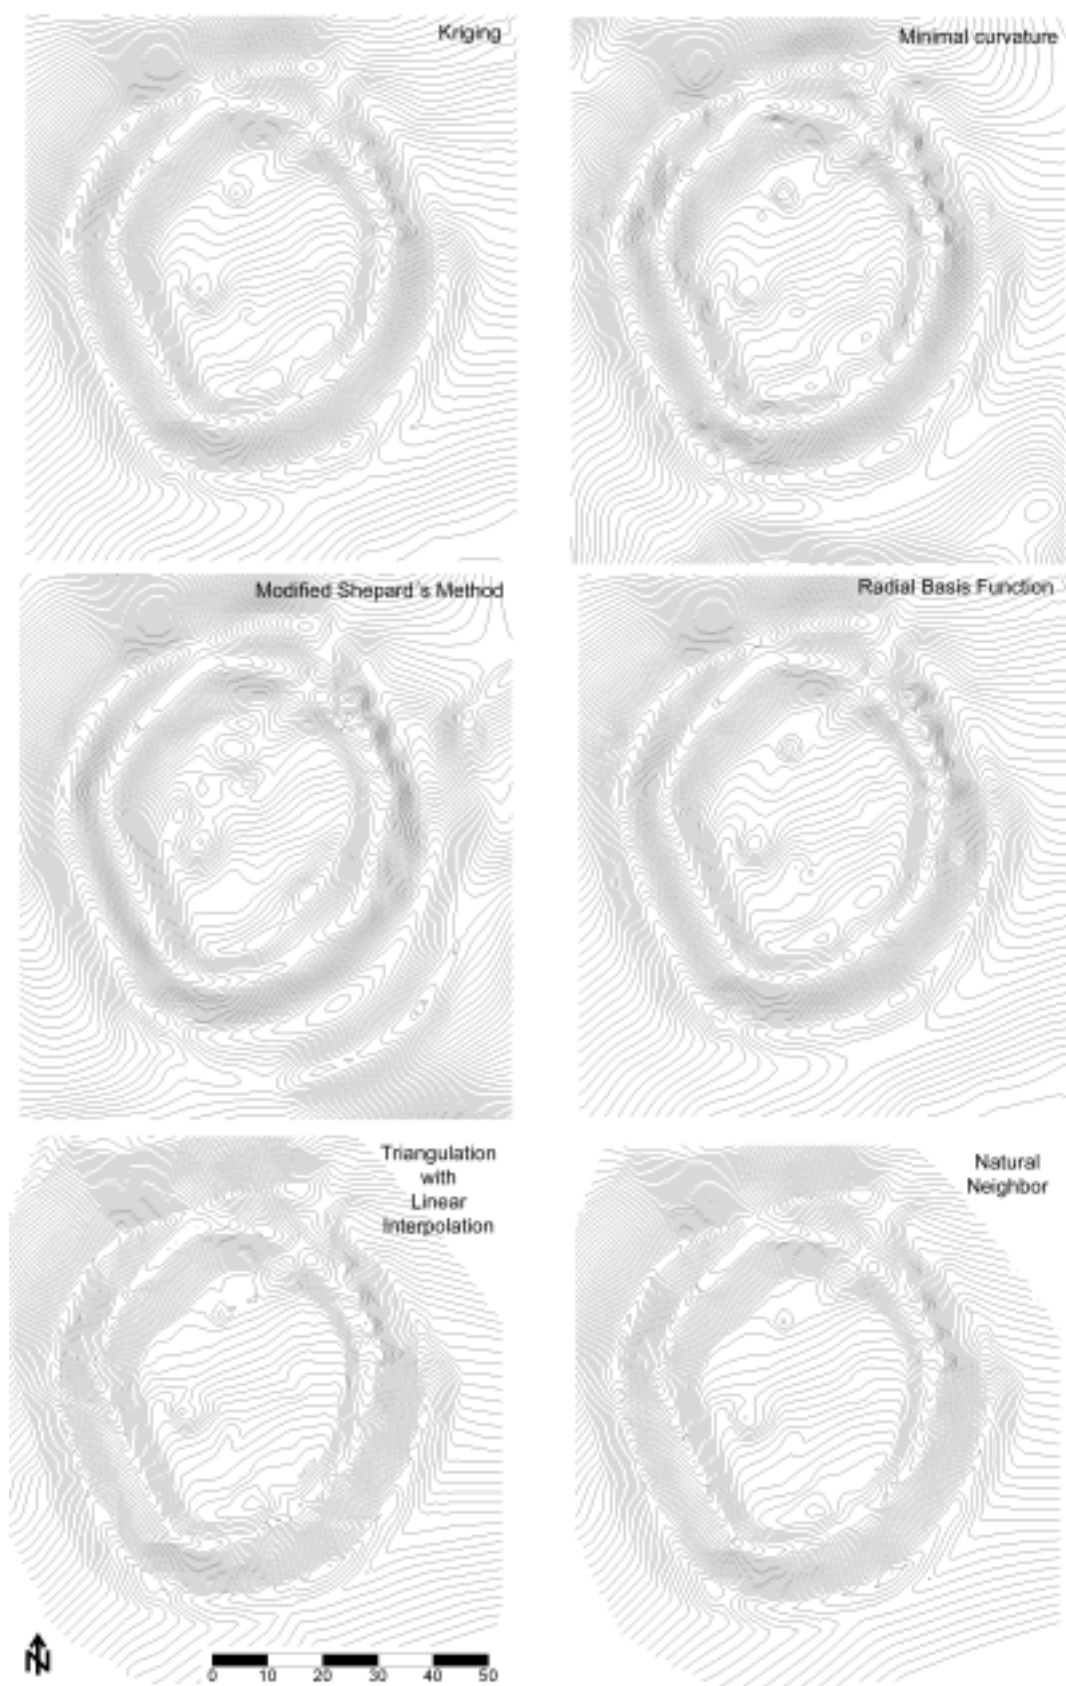 Kriging
Minimal curvature
Modified Shepard´s Method
Radial Basis Function
Triangulation
with
Linear
Interpolation
Natural
Neighbor
N
0 10 20 30 40 50